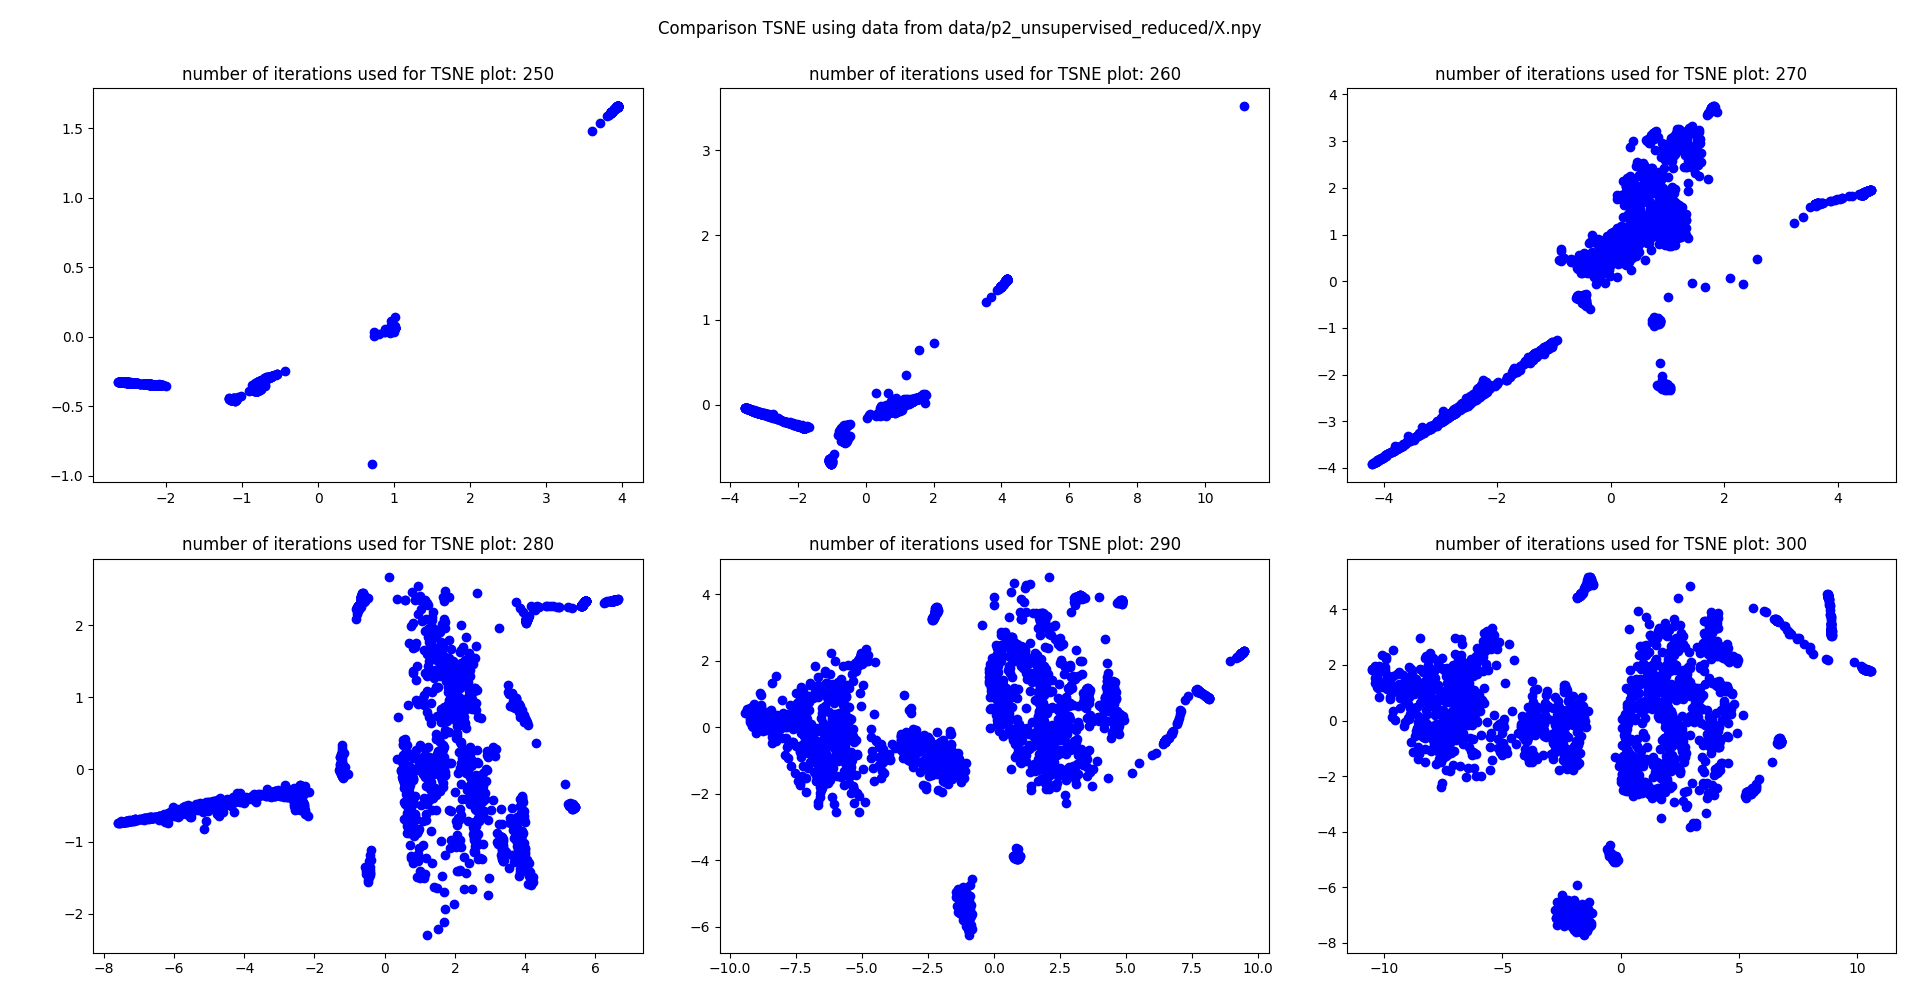 Comparison TSNE using data from data/p2_unsupervised_reduced/X.npy
number of iterations used for TSNE plot: 250
1.5
1.0
0.5
0.0
−0.5
−1.0
−2 −1 0 1 2 3 4
number of iterations used for TSNE plot: 260
3
2
1
0
−4 −2 0 2 4 6 8 10
number of iterations used for TSNE plot: 270
4
3
2
1
0
−1
−2
−3
−4
−4 −2 0 2 4
number of iterations used for TSNE plot: 280
2
1
0
−1
−2
−8 −6 −4 −2 0 2 4 6
number of iterations used for TSNE plot: 290
4
2
0
−2
−4
−6
−10.0 −7.5 −5.0 −2.5 0.0 2.5 5.0 7.5 10.0
number of iterations used for TSNE plot: 300
4
2
0
−2
−4
−6
−8
−10 −5 0 5 10